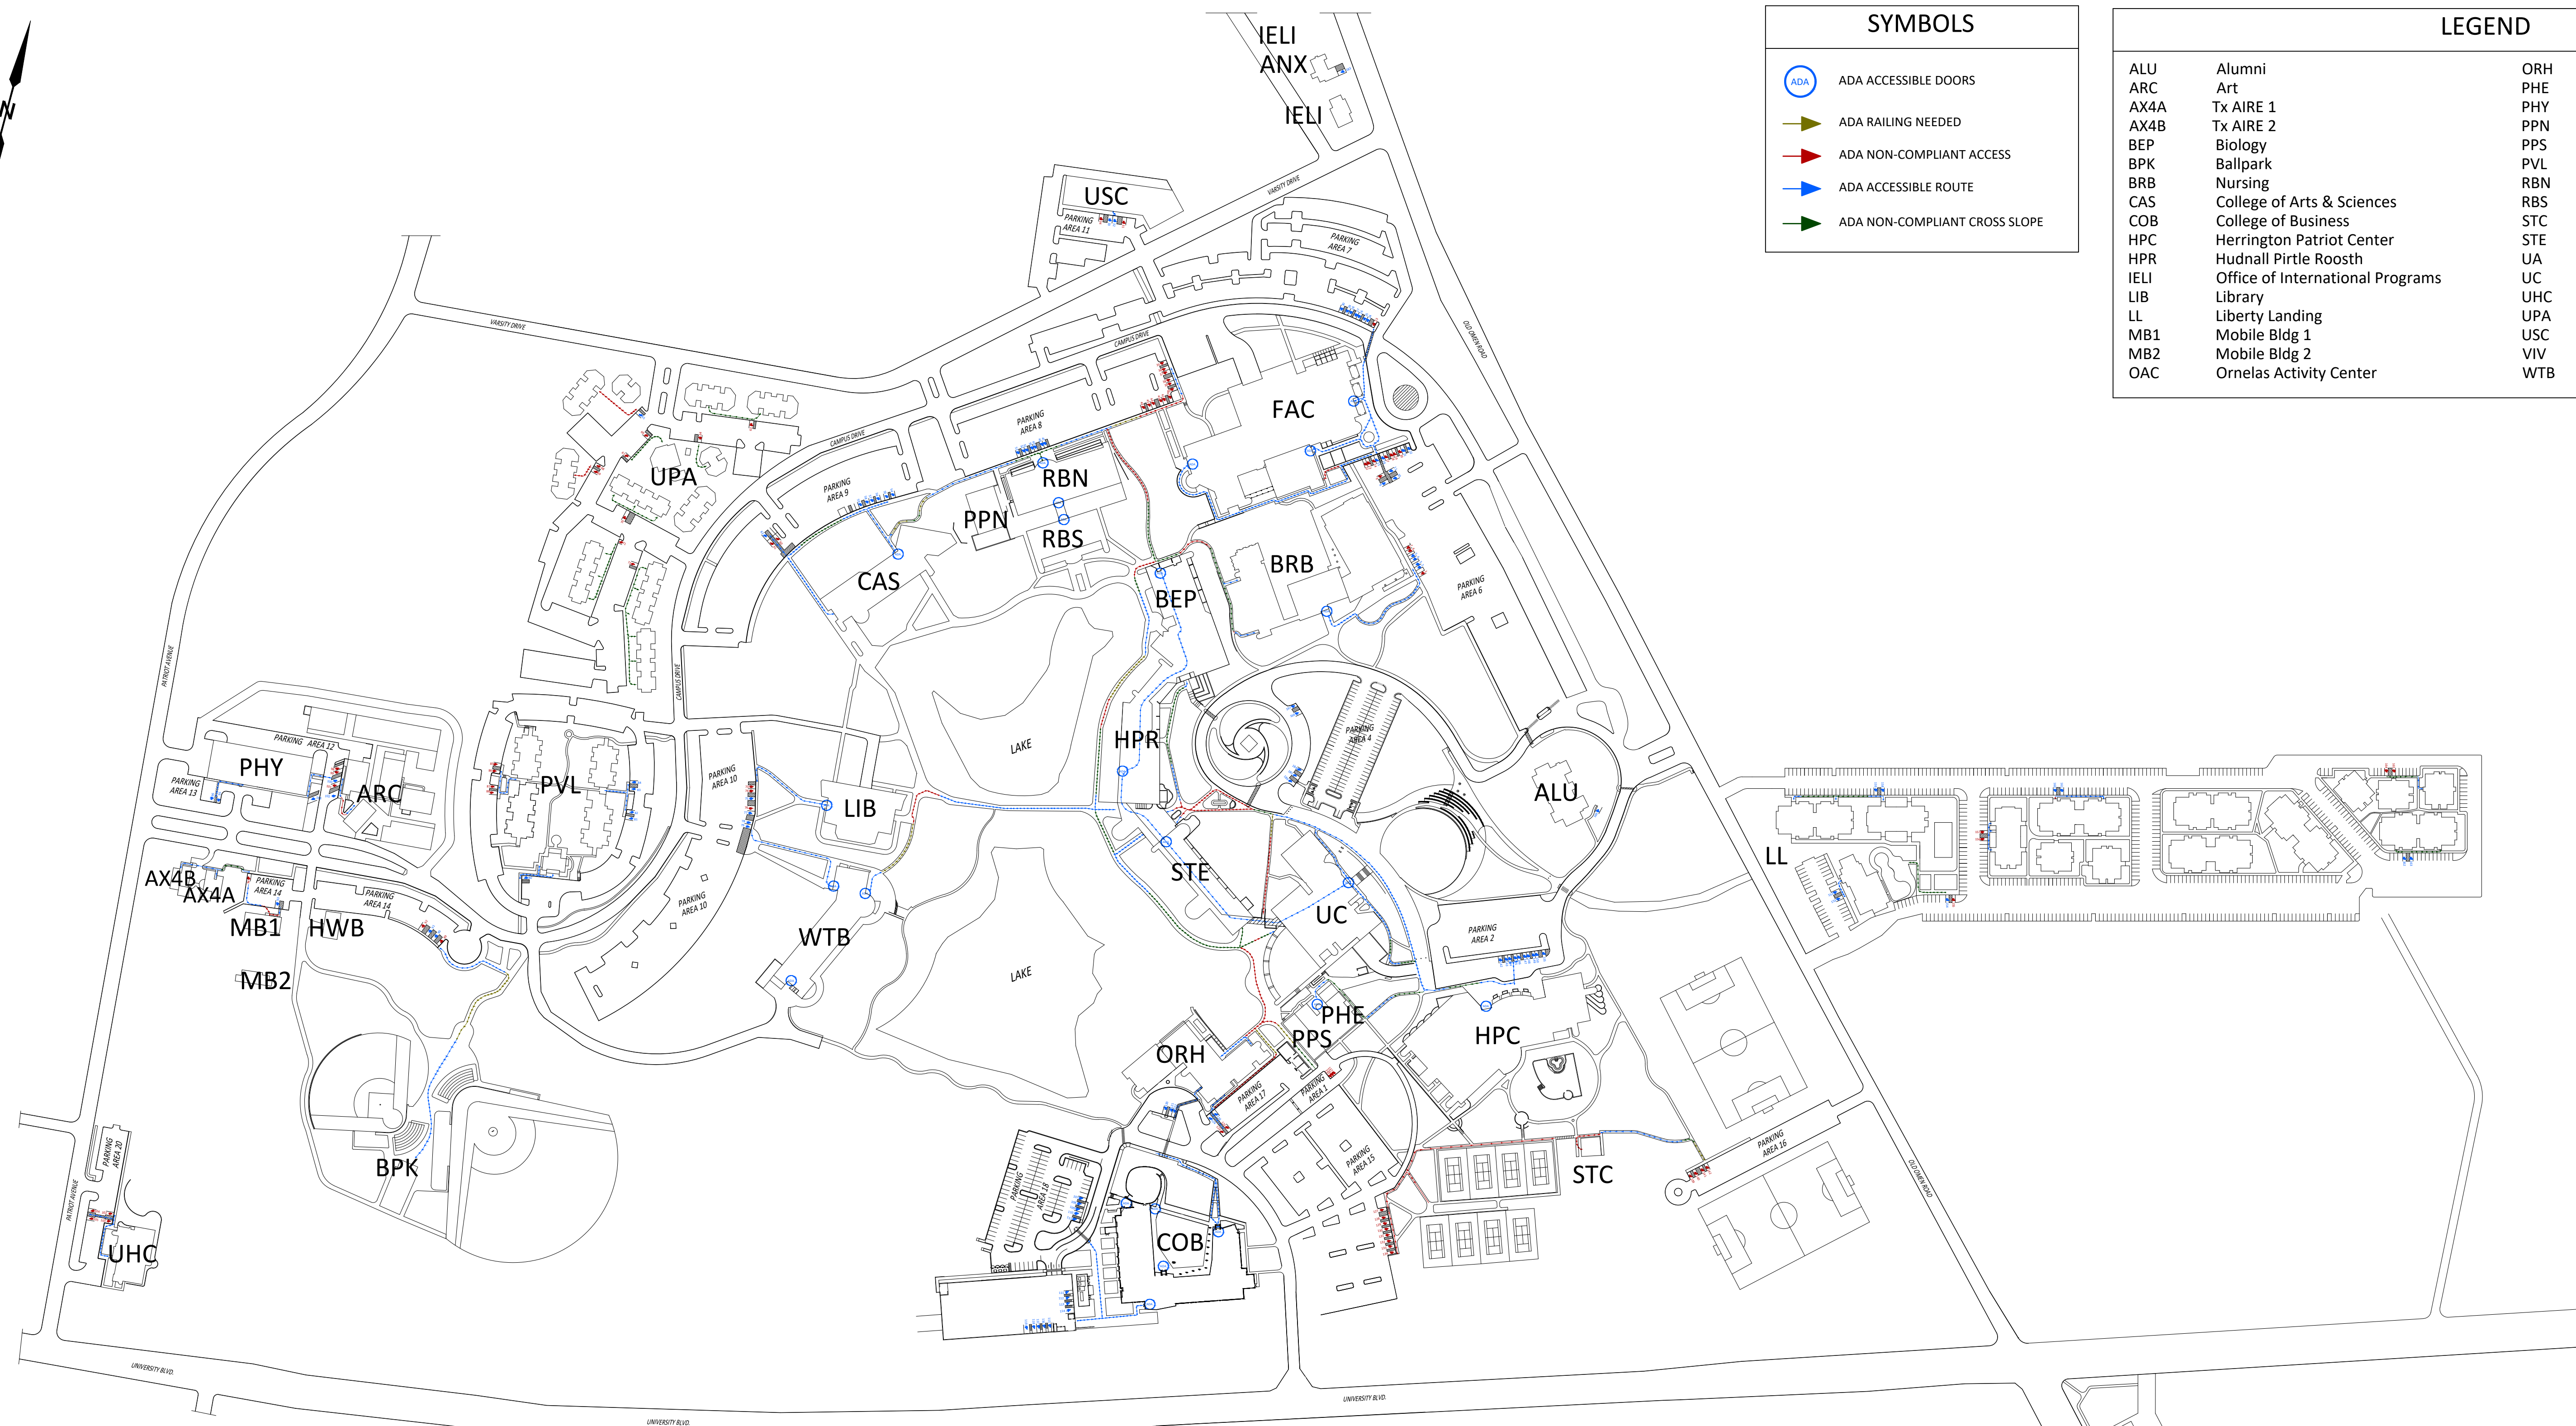 N
SYMBOLS
ADA
ADA ACCESSIBLE DOORS
ADA RAILING NEEDED
ADA NON-COMPLIANT ACCESS
ADA ACCESSIBLE ROUTE
ADA NON-COMPLIANT CROSS SLOPE
LEGEND
ALU Alumni ORH
ARC Art PHE
AX4A Tx AIRE 1 PHY
AX4B Tx AIRE 2 PPN
BEP Biology PPS
BPK Ballpark PVL
BRB Nursing RBN
CAS College of Arts & Sciences RBS
COB College of Business STC
HPC Herrington Patriot Center STE
HPR Hudnall Pirtle Roosth UA
IELI Office of International Programs UC
LIB Library UHC
LL Liberty Landing UPA
MB1 Mobile Bldg 1 USC
MB2 Mobile Bldg 2 VIV
OAC Ornelas Activity Center WTB
IELI
ANX
IELI
VARSITY DRIVE
USC
PARKING
AREA 11
PARKING
AREA 7
VARSITY DRIVE
OLD OMEN ROAD
CAMPUS DRIVE
CAMPUS DRIVE
PARKING
AREA 8
FAC
UPA
PARKING
AREA 9
RBN
PPN
RBS
CAS
BRB
BEP
PARKING
AREA 6
PATRIOT AVENUE
CAMPUS DRIVE
PARKING AREA 12
PHY
PARKING
AREA 13
ARC
PVL
PARKING
AREA 10
LIB
LAKE
HPR
PARKING
AREA 4
ALU
LL
AX4B
AX4A
PARKING
AREA 14
PARKING
AREA 14
MB1
HWB
MB2
PARKING
AREA 10
WTB
LAKE
STE
UC
PARKING
AREA 2
PHE
PPS
HPC
ORH
PARKING
AREA 17
PARKING
AREA 1
PARKING
AREA 15
PARKING
AREA 16
STC
BPK
PARKING
AREA 20
PATRIOT AVENUE
UHC
PARKING
AREA 18
COB
OLD OMEN ROAD
UNIVERSITY BLVD.
UNIVERSITY BLVD.
UNIVERSITY BLVD.